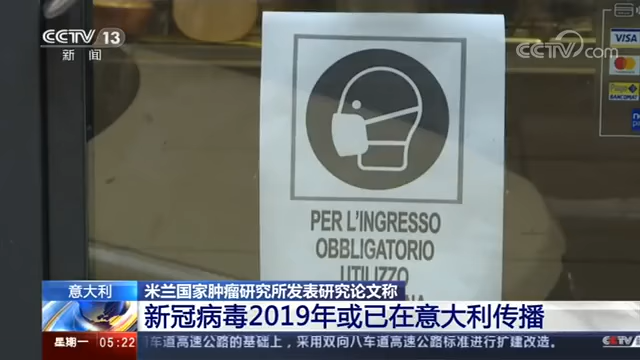 CCTV 13
新闻
CCTV.com
VISA
PER L'INGRESSO
OBBLIGATORIO
UTILIZZO
意大利
米兰国家肿瘤研究所发表研究论文称
新冠病毒2019年或已在意大利传播
星期一 05:22
车道高速公路的基础上，采用双向八车道高速公路标准进行扩建改造。